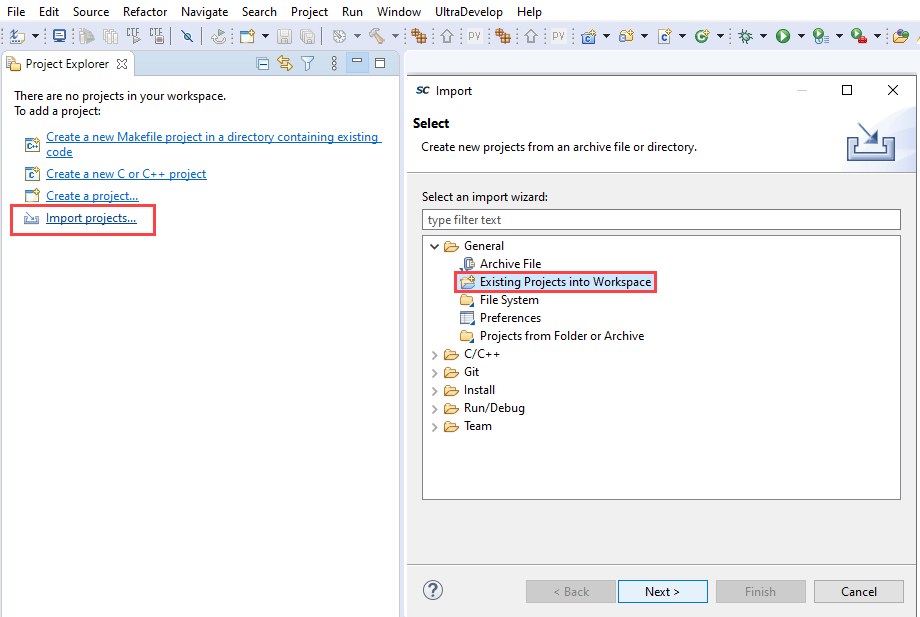 File Edit Source Refactor Navigate Search Project Run Window UltraDevelop Help
Project Explorer
There are no projects in your workspace.
To add a project:
Create a new Makefile project in a directory containing existing
code
Create a new C or C++ project
Create a project...
Import projects...
SC Import
Select
Create new projects from an archive file or directory.
Select an import wizard:
type filter text
General
Archive File
Existing Projects into Workspace
File System
Preferences
Projects from Folder or Archive
C/C++
Git
Install
Run/Debug
Team
< Back Next > Finish Cancel